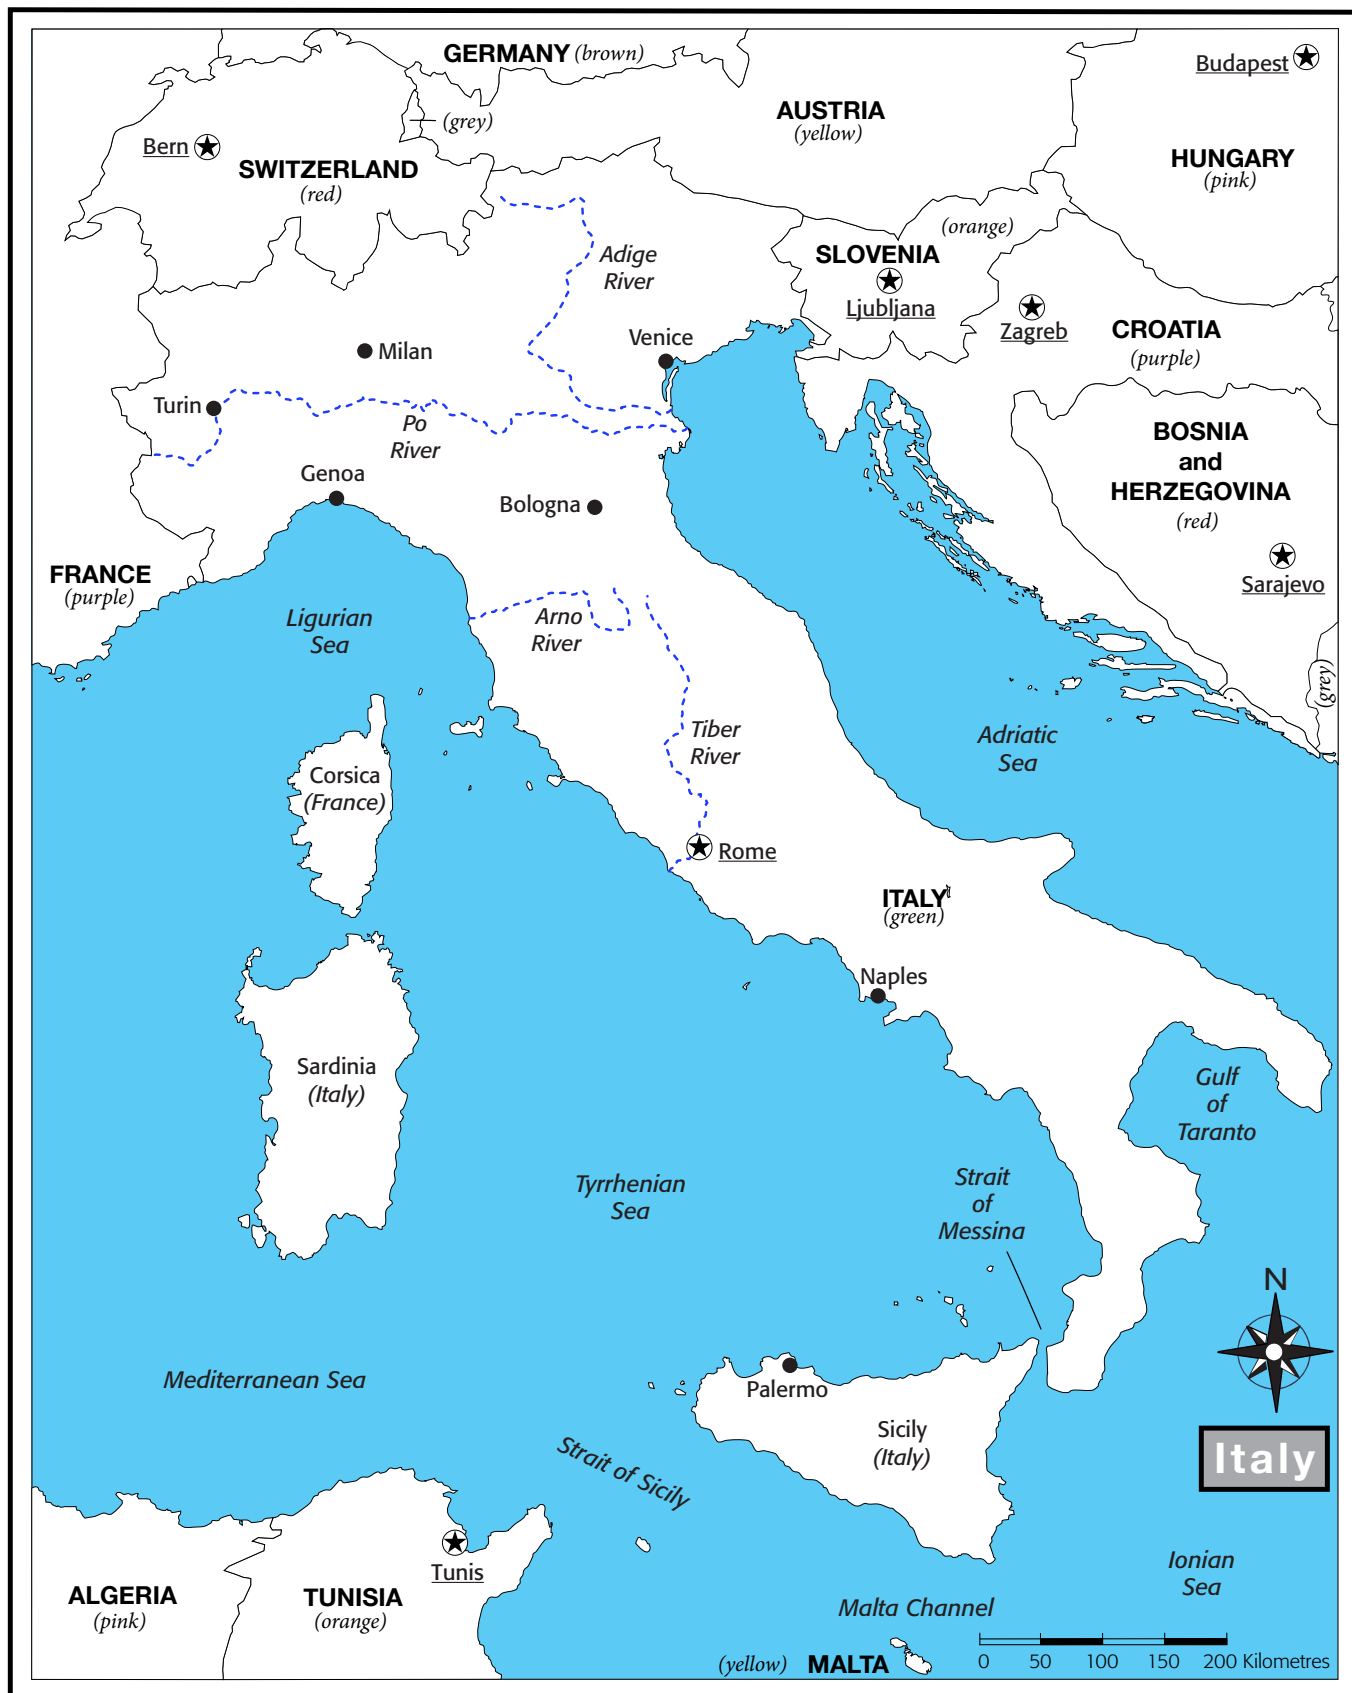 GERMANY (brown)
Budapest
AUSTRIA
(yellow)
(grey)
Bern
SWITZERLAND
(red)
HUNGARY
(pink)
(orange)
SLOVENIA
Ljubljana
Adige
River
Zagreb
CROATIA
(purple)
Venice
Milan
Turin
Po
River
BOSNIA
and
HERZEGOVINA
(red)
Genoa
Bologna
Sarajevo
FRANCE
(purple)
Ligurian
Sea
Arno
River
(grey)
Tiber
River
Adriatic
Sea
Corsica
(France)
Rome
ITALY
(green)
Naples
Sardinia
(Italy)
Gulf
of
Taranto
Tyrrhenian
Sea
Strait
of
Messina
N
Mediterranean Sea
Palermo
Sicily
(Italy)
Italy
Strait of Sicily
Tunis
Ionian
Sea
ALGERIA
(pink)
TUNISIA
(orange)
Malta Channel
(yellow) MALTA
0 50 100 150 200 Kilometres